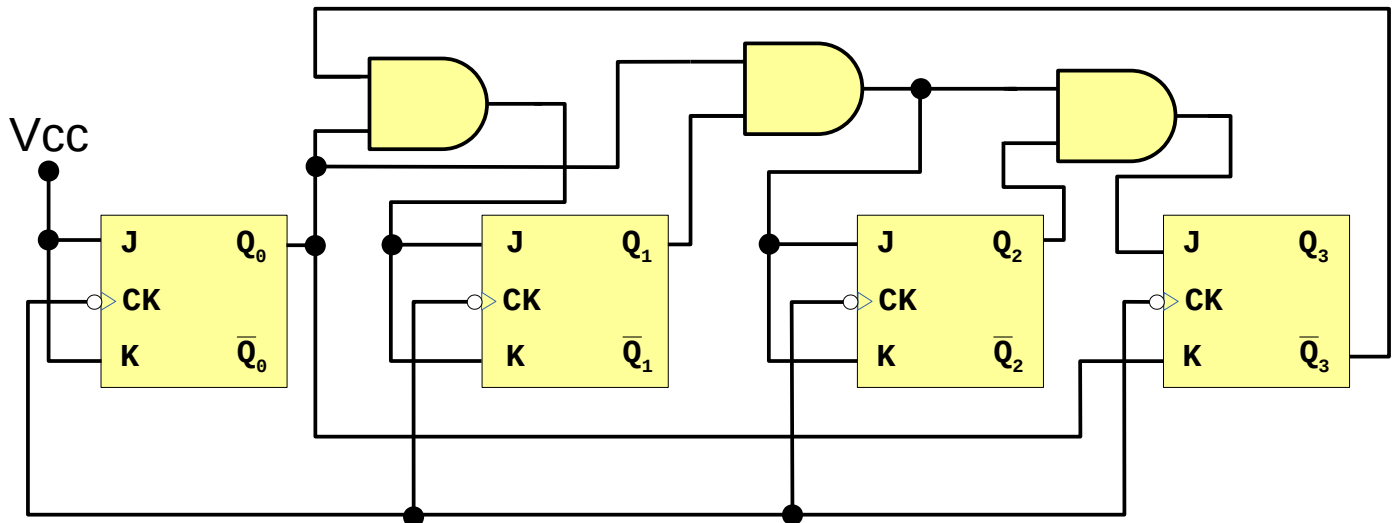 Vcc
J Q₀
CK
K Q̅₀
J Q₁
CK
K Q̅₁
J Q₂
CK
K Q̅₂
J Q₃
CK
K Q̅₃